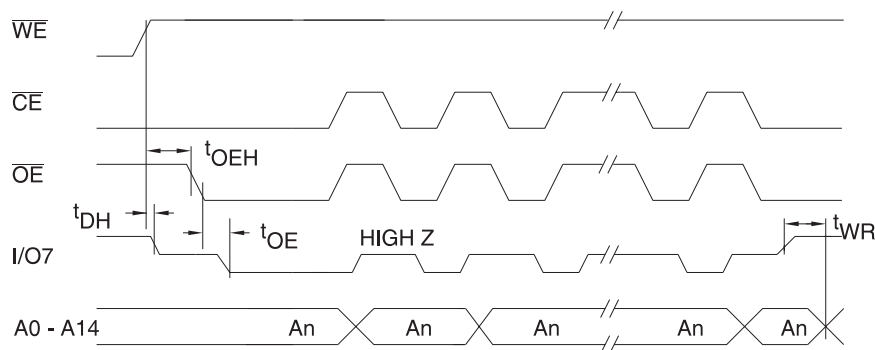 WE
CE
tOEH
OE
tDH
tOE
HIGH Z
tWR
I/O7
A0 - A14 An An An An An